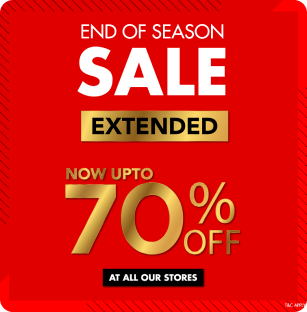 END OF SEASON
SALE
EXTENDED
NOW UPTO
70% OFF
AT ALL OUR STORES
T&C APPLY